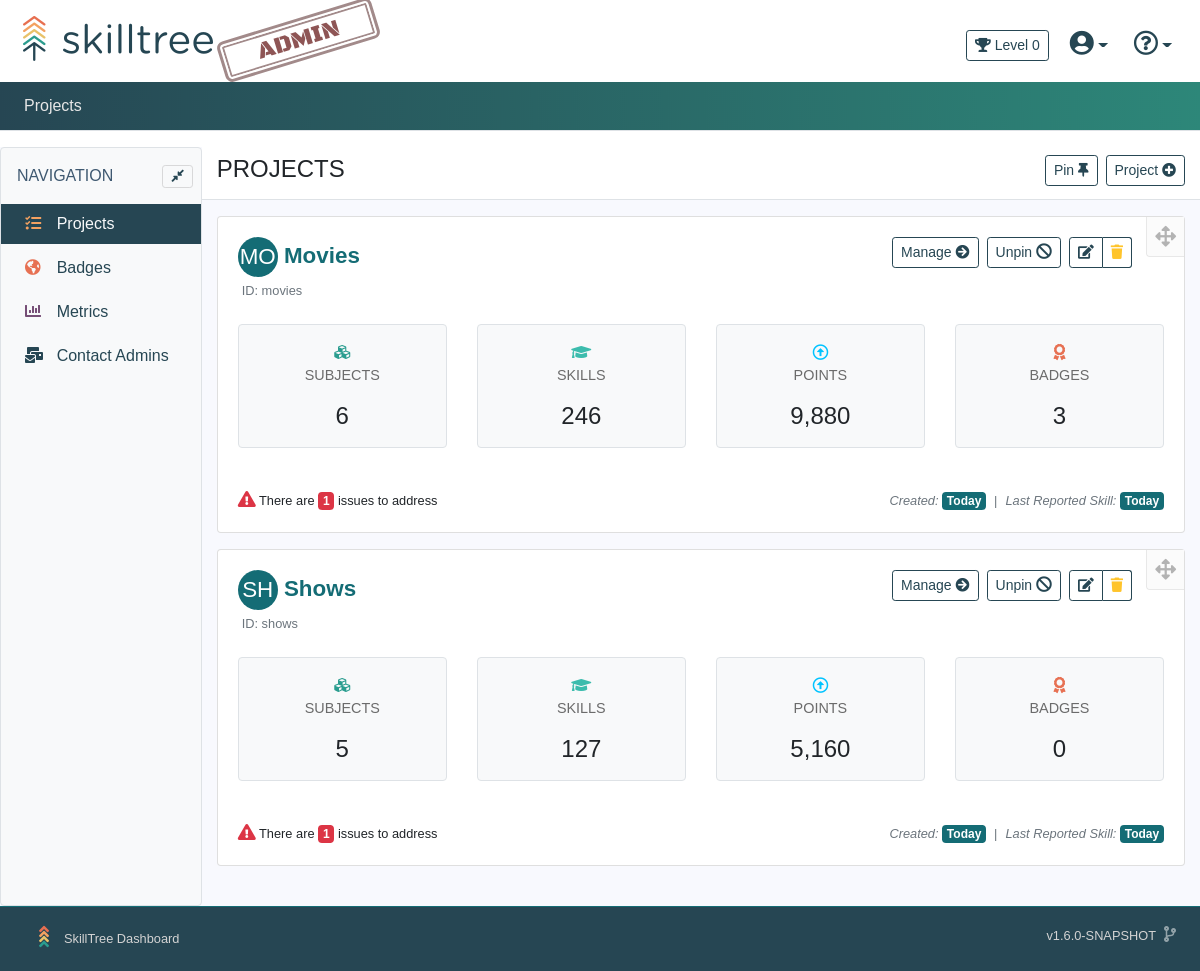 skilltree
ADMIN
Level 0
Projects
NAVIGATION
Projects
Badges
Metrics
Contact Admins
PROJECTS
Pin
Project
MO Movies
ID: movies
Manage
Unpin
SUBJECTS
6
SKILLS
246
POINTS
9,880
BADGES
3
There are 1 issues to address
Created: Today | Last Reported Skill: Today
SH Shows
ID: shows
Manage
Unpin
SUBJECTS
5
SKILLS
127
POINTS
5,160
BADGES
0
There are 1 issues to address
Created: Today | Last Reported Skill: Today
SkillTree Dashboard
v1.6.0-SNAPSHOT